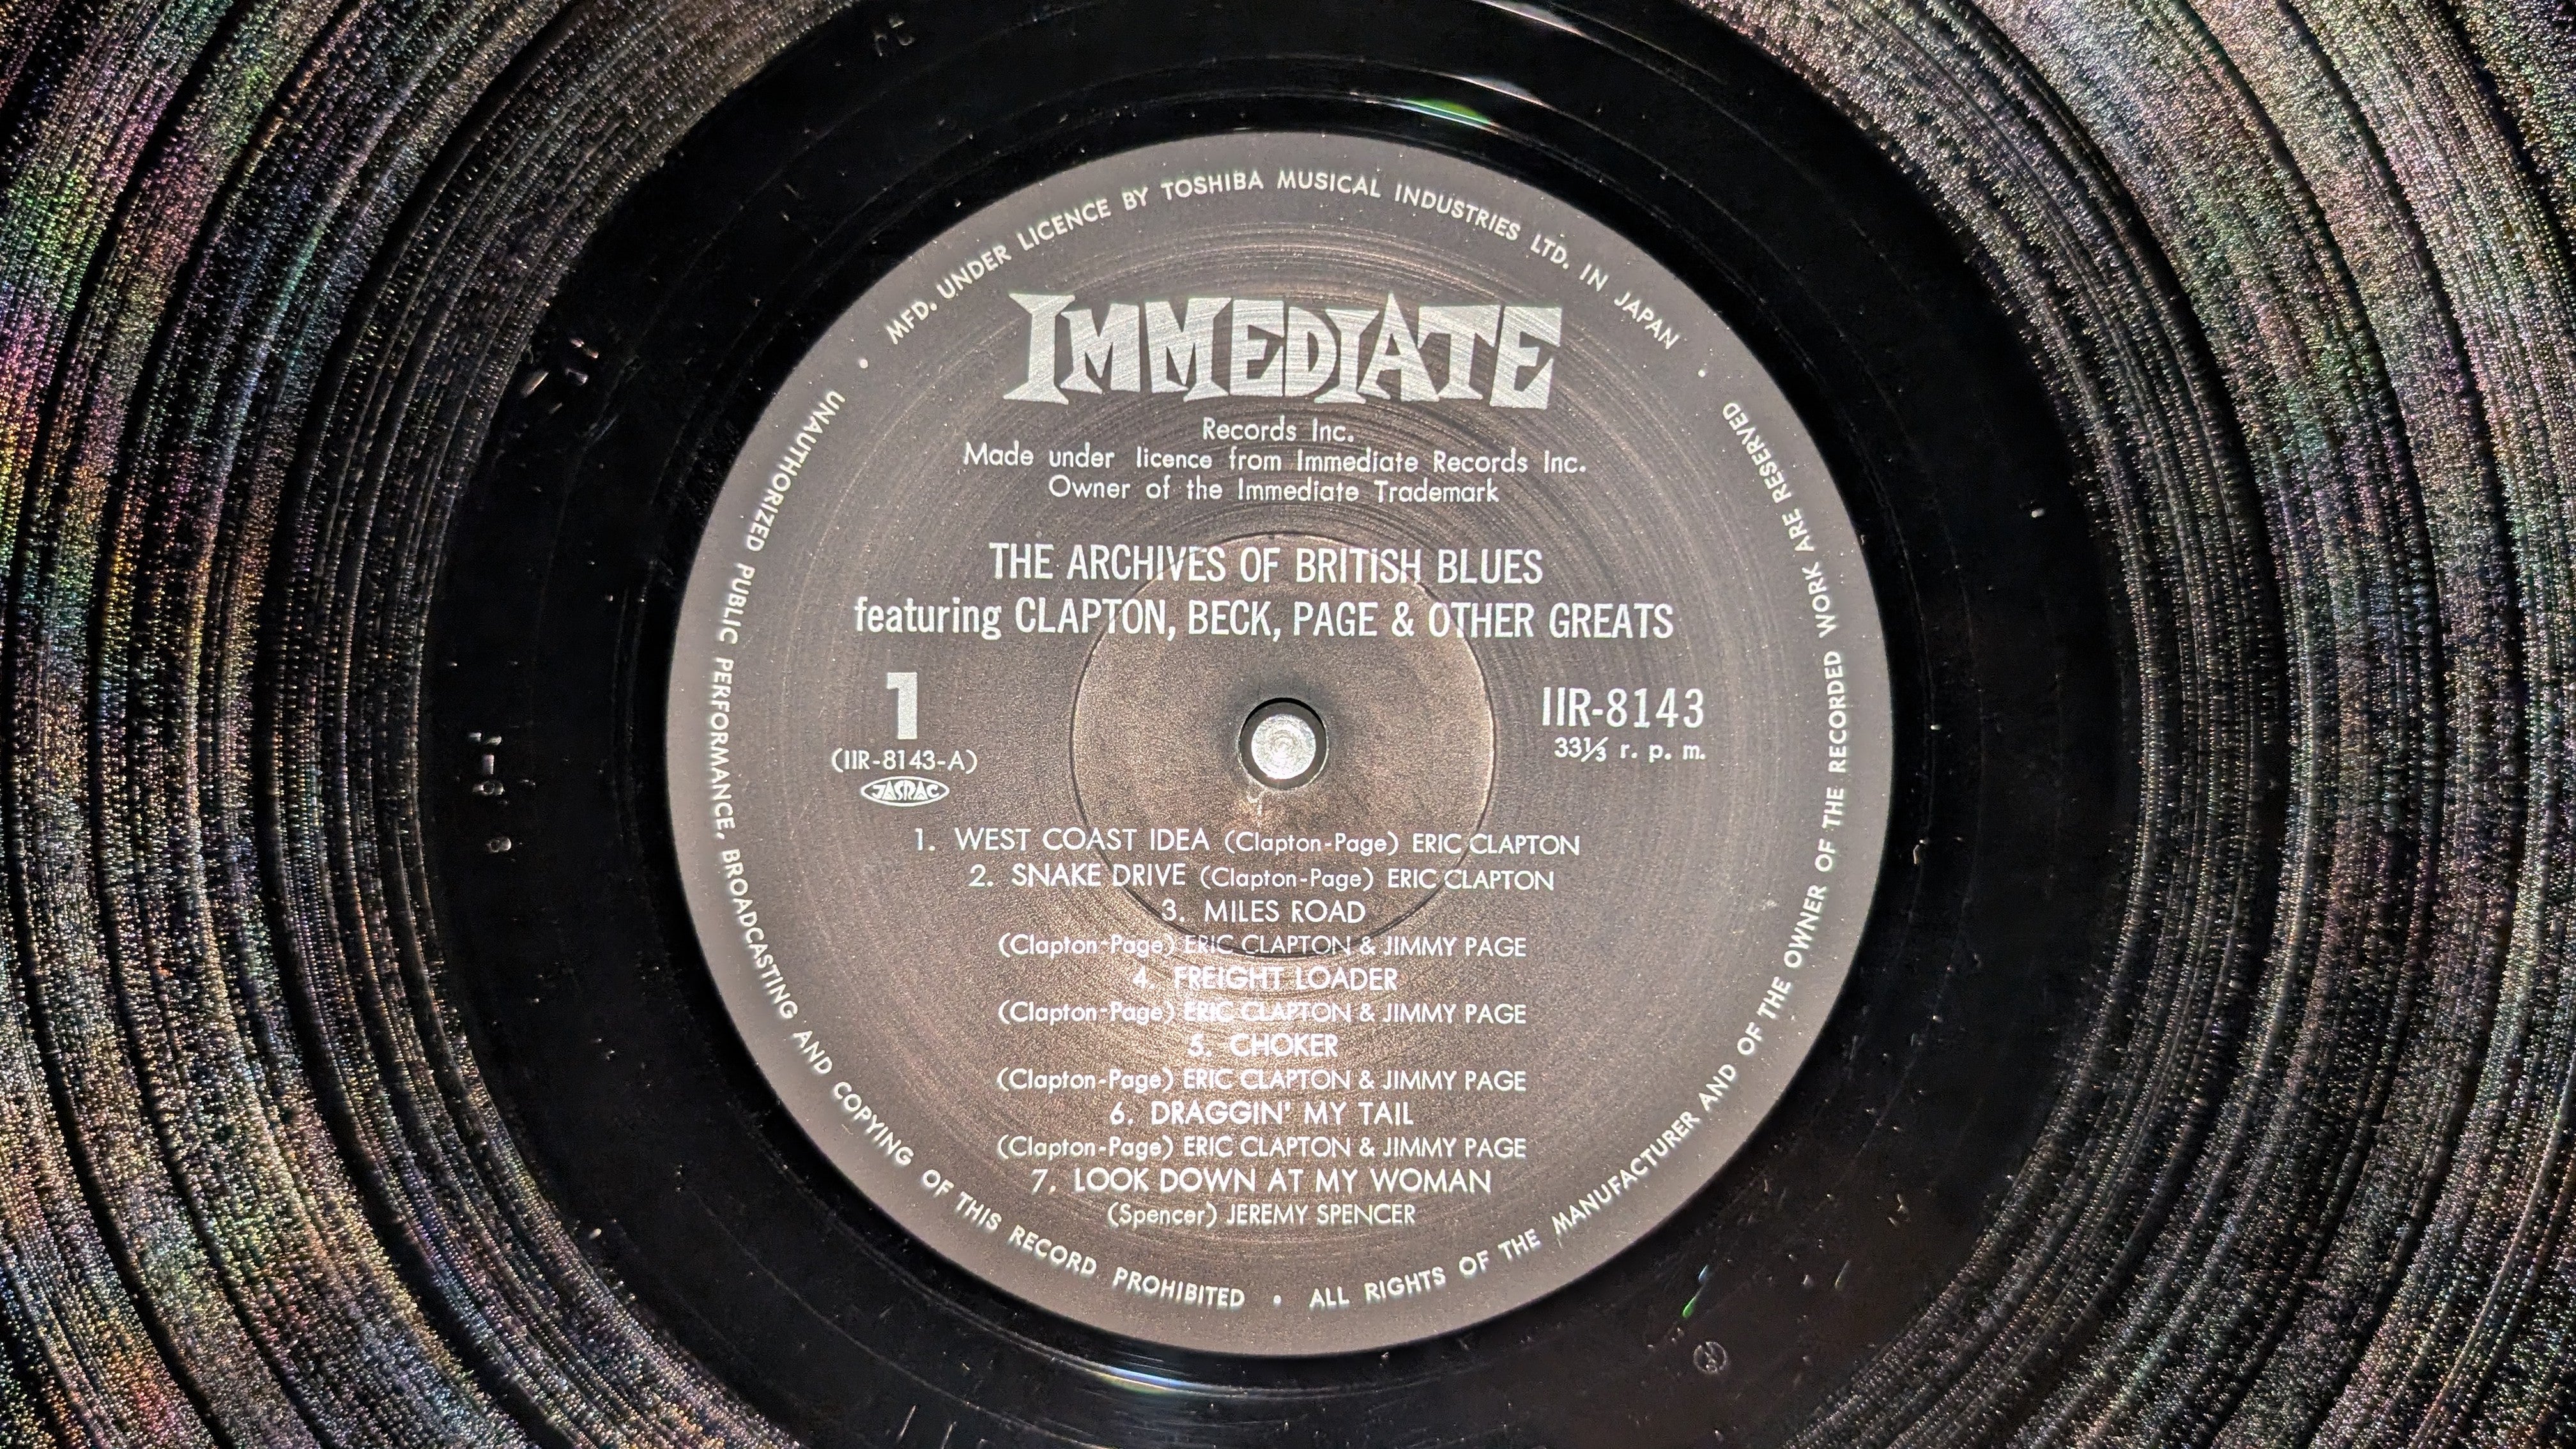 MFD. UNDER LICENCE BY TOSHIBA MUSICAL INDUSTRIES LTD. IN JAPAN
IMMEDIATE
Records Inc.
Made under licence from Immediate Records Inc.
Owner of the Immediate Trademark
THE ARCHIVES OF BRITISH BLUES
featuring CLAPTON, BECK, PAGE & OTHER GREATS
1
(IIR-8143-A)
JASRAC
IIR-8143
33⅓ r. p. m.
1. WEST COAST IDEA (Clapton-Page) ERIC CLAPTON
2. SNAKE DRIVE (Clapton-Page) ERIC CLAPTON
3. MILES ROAD
(Clapton-Page) ERIC CLAPTON & JIMMY PAGE
4. FREIGHT LOADER
(Clapton-Page) ERIC CLAPTON & JIMMY PAGE
5. CHOKER
(Clapton-Page) ERIC CLAPTON & JIMMY PAGE
6. DRAGGIN' MY TAIL
(Clapton-Page) ERIC CLAPTON & JIMMY PAGE
7. LOOK DOWN AT MY WOMAN
(Spencer) JEREMY SPENCER
UNAUTHORIZED PUBLIC PERFORMANCE, BROADCASTING AND COPYING OF THIS RECORD PROHIBITED • ALL RIGHTS OF THE MANUFACTURER AND OF THE OWNER OF THE RECORDED WORK ARE RESERVED